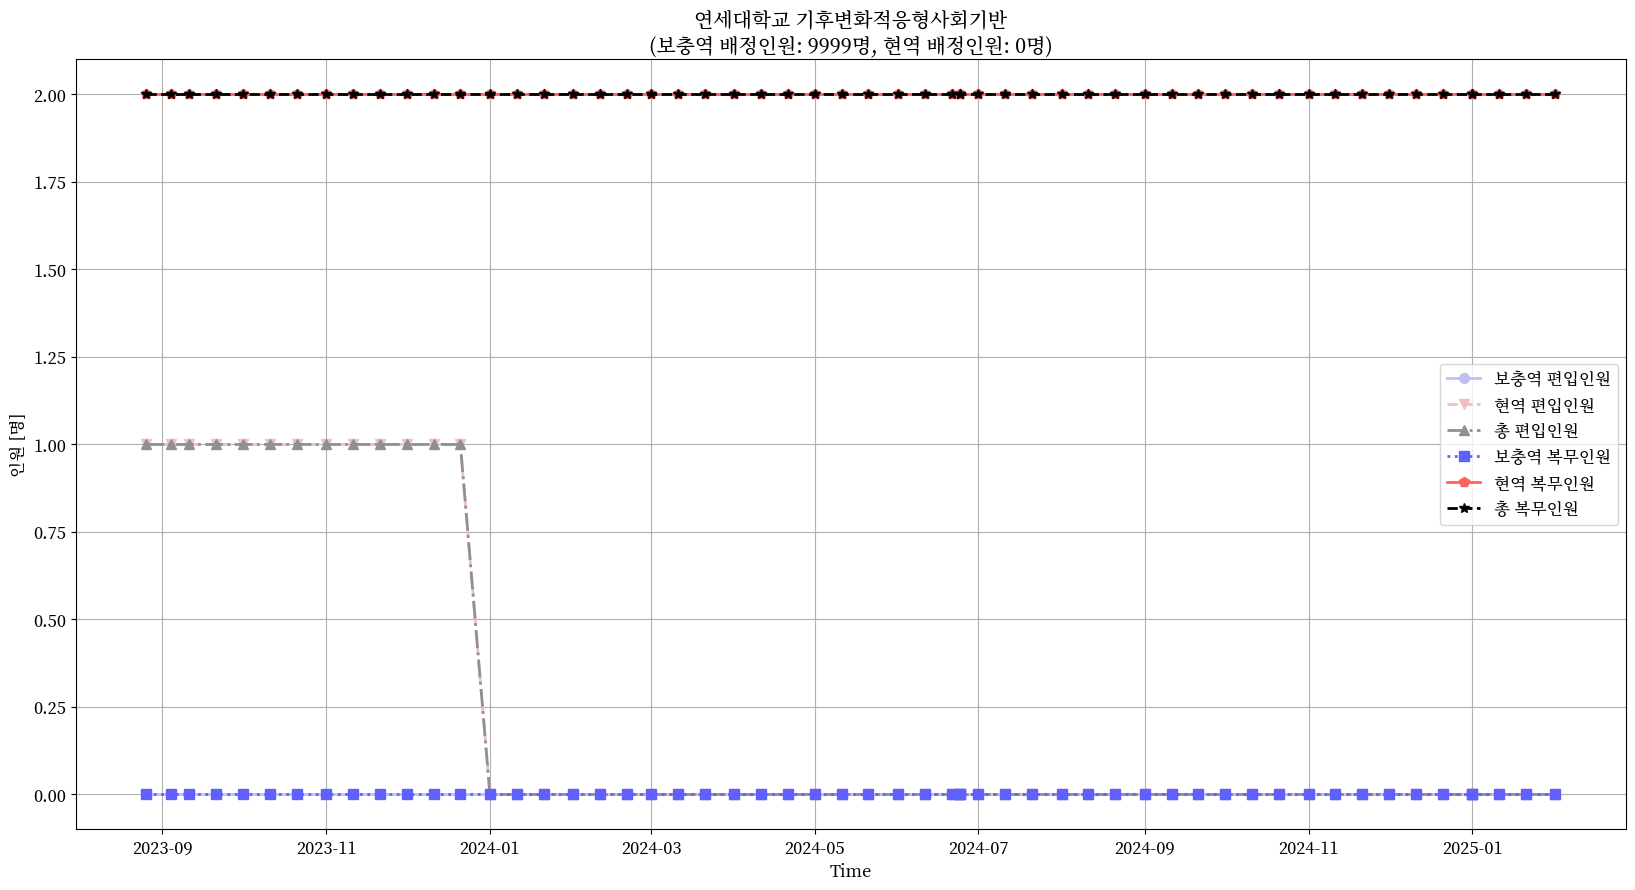 연세대학교 기후변화적응형사회기반
(보충역 배정인원: 9999명, 현역 배정인원: 0명)
2.00
1.75
1.50
1.25
1.00
0.75
0.50
0.25
0.00
인원 [명]
보충역 편입인원
현역 편입인원
총 편입인원
보충역 복무인원
현역 복무인원
총 복무인원
2023-09 2023-11 2024-01 2024-03 2024-05 2024-07 2024-09 2024-11 2025-01
Time